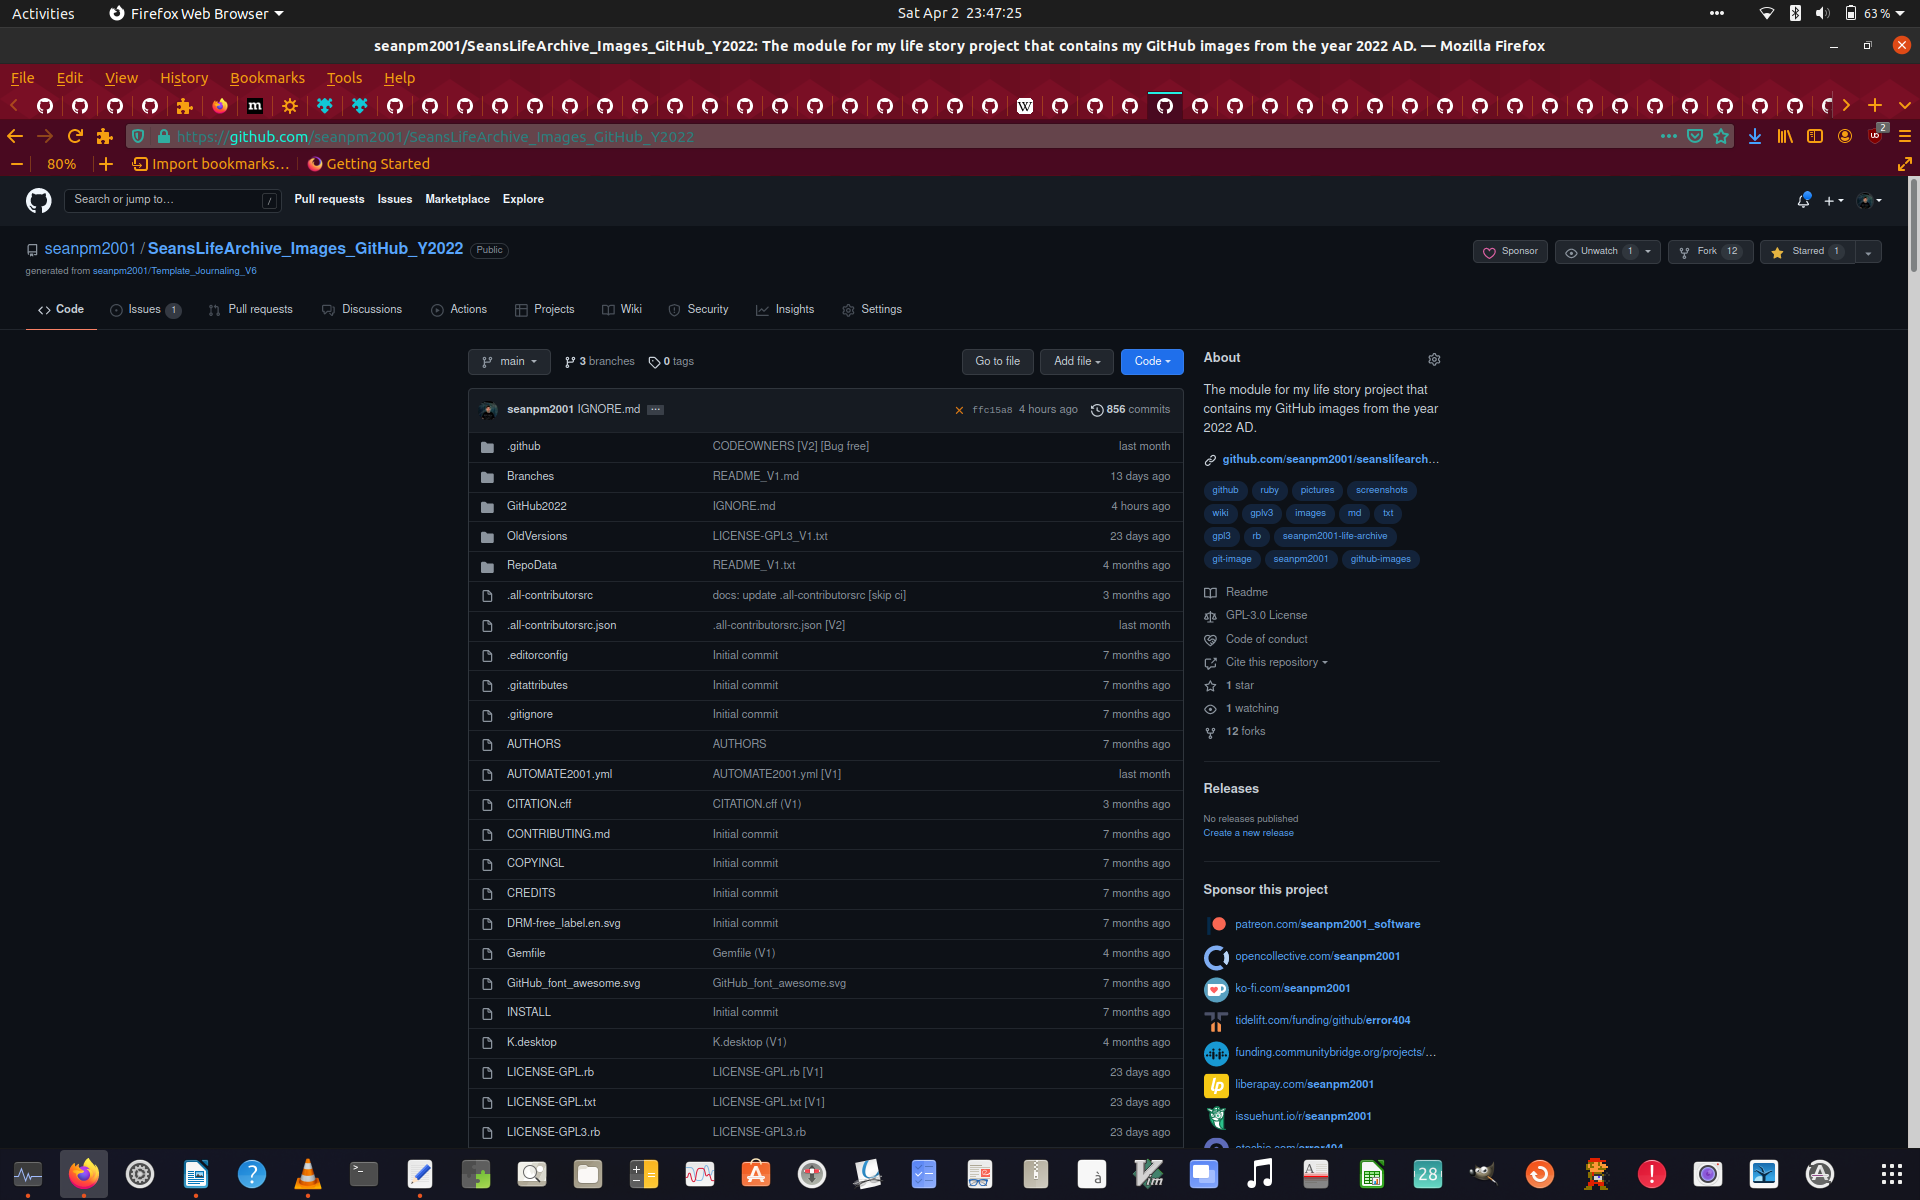 Activities Firefox Web Browser Sat Apr 2 23:47:25 63 %
seanpm2001/SeansLifeArchive_Images_GitHub_Y2022: The module for my life story project that contains my GitHub images from the year 2022 AD. — Mozilla Firefox
File Edit View History Bookmarks Tools Help
https://github.com/seanpm2001/SeansLifeArchive_Images_GitHub_Y2022 2
80% Import bookmarks... Getting Started
Search or jump to... / Pull requests Issues Marketplace Explore
seanpm2001 / SeansLifeArchive_Images_GitHub_Y2022 Public
Sponsor Unwatch 1 Fork 12 Starred 1
generated from seanpm2001/Template_Journaling_V6
Code Issues 1 Pull requests Discussions Actions Projects Wiki Security Insights Settings
main 3 branches 0 tags Go to file Add file Code
seanpm2001 IGNORE.md ... ffc15a8 4 hours ago 856 commits
.github CODEOWNERS [V2] [Bug free] last month
Branches README_V1.md 13 days ago
GitHub2022 IGNORE.md 4 hours ago
OldVersions LICENSE-GPL3_V1.txt 23 days ago
RepoData README_V1.txt 4 months ago
.all-contributorsrc docs: update .all-contributorsrc [skip ci] 3 months ago
.all-contributorsrc.json .all-contributorsrc.json [V2] last month
.editorconfig Initial commit 7 months ago
.gitattributes Initial commit 7 months ago
.gitignore Initial commit 7 months ago
AUTHORS AUTHORS 7 months ago
AUTOMATE2001.yml AUTOMATE2001.yml [V1] last month
CITATION.cff CITATION.cff (V1) 3 months ago
CONTRIBUTING.md Initial commit 7 months ago
COPYINGL Initial commit 7 months ago
CREDITS Initial commit 7 months ago
DRM-free_label.en.svg Initial commit 7 months ago
Gemfile Gemfile (V1) 4 months ago
GitHub_font_awesome.svg GitHub_font_awesome.svg 7 months ago
INSTALL Initial commit 7 months ago
K.desktop K.desktop (V1) 4 months ago
LICENSE-GPL.rb LICENSE-GPL.rb [V1] 23 days ago
LICENSE-GPL.txt LICENSE-GPL.txt [V1] 23 days ago
LICENSE-GPL3.rb LICENSE-GPL3.rb 23 days ago
About
The module for my life story project that
contains my GitHub images from the year
2022 AD.
github.com/seanpm2001/seanslifearch...
github ruby pictures screenshots
wiki gplv3 images md txt
gpl3 rb seanpm2001-life-archive
git-image seanpm2001 github-images
Readme
GPL-3.0 License
Code of conduct
Cite this repository
1 star
1 watching
12 forks
Releases
No releases published
Create a new release
Sponsor this project
patreon.com/seanpm2001_software
opencollective.com/seanpm2001
ko-fi.com/seanpm2001
tidelift.com/funding/github/error404
funding.communitybridge.org/projects/...
liberapay.com/seanpm2001
issuehunt.io/r/seanpm2001
28